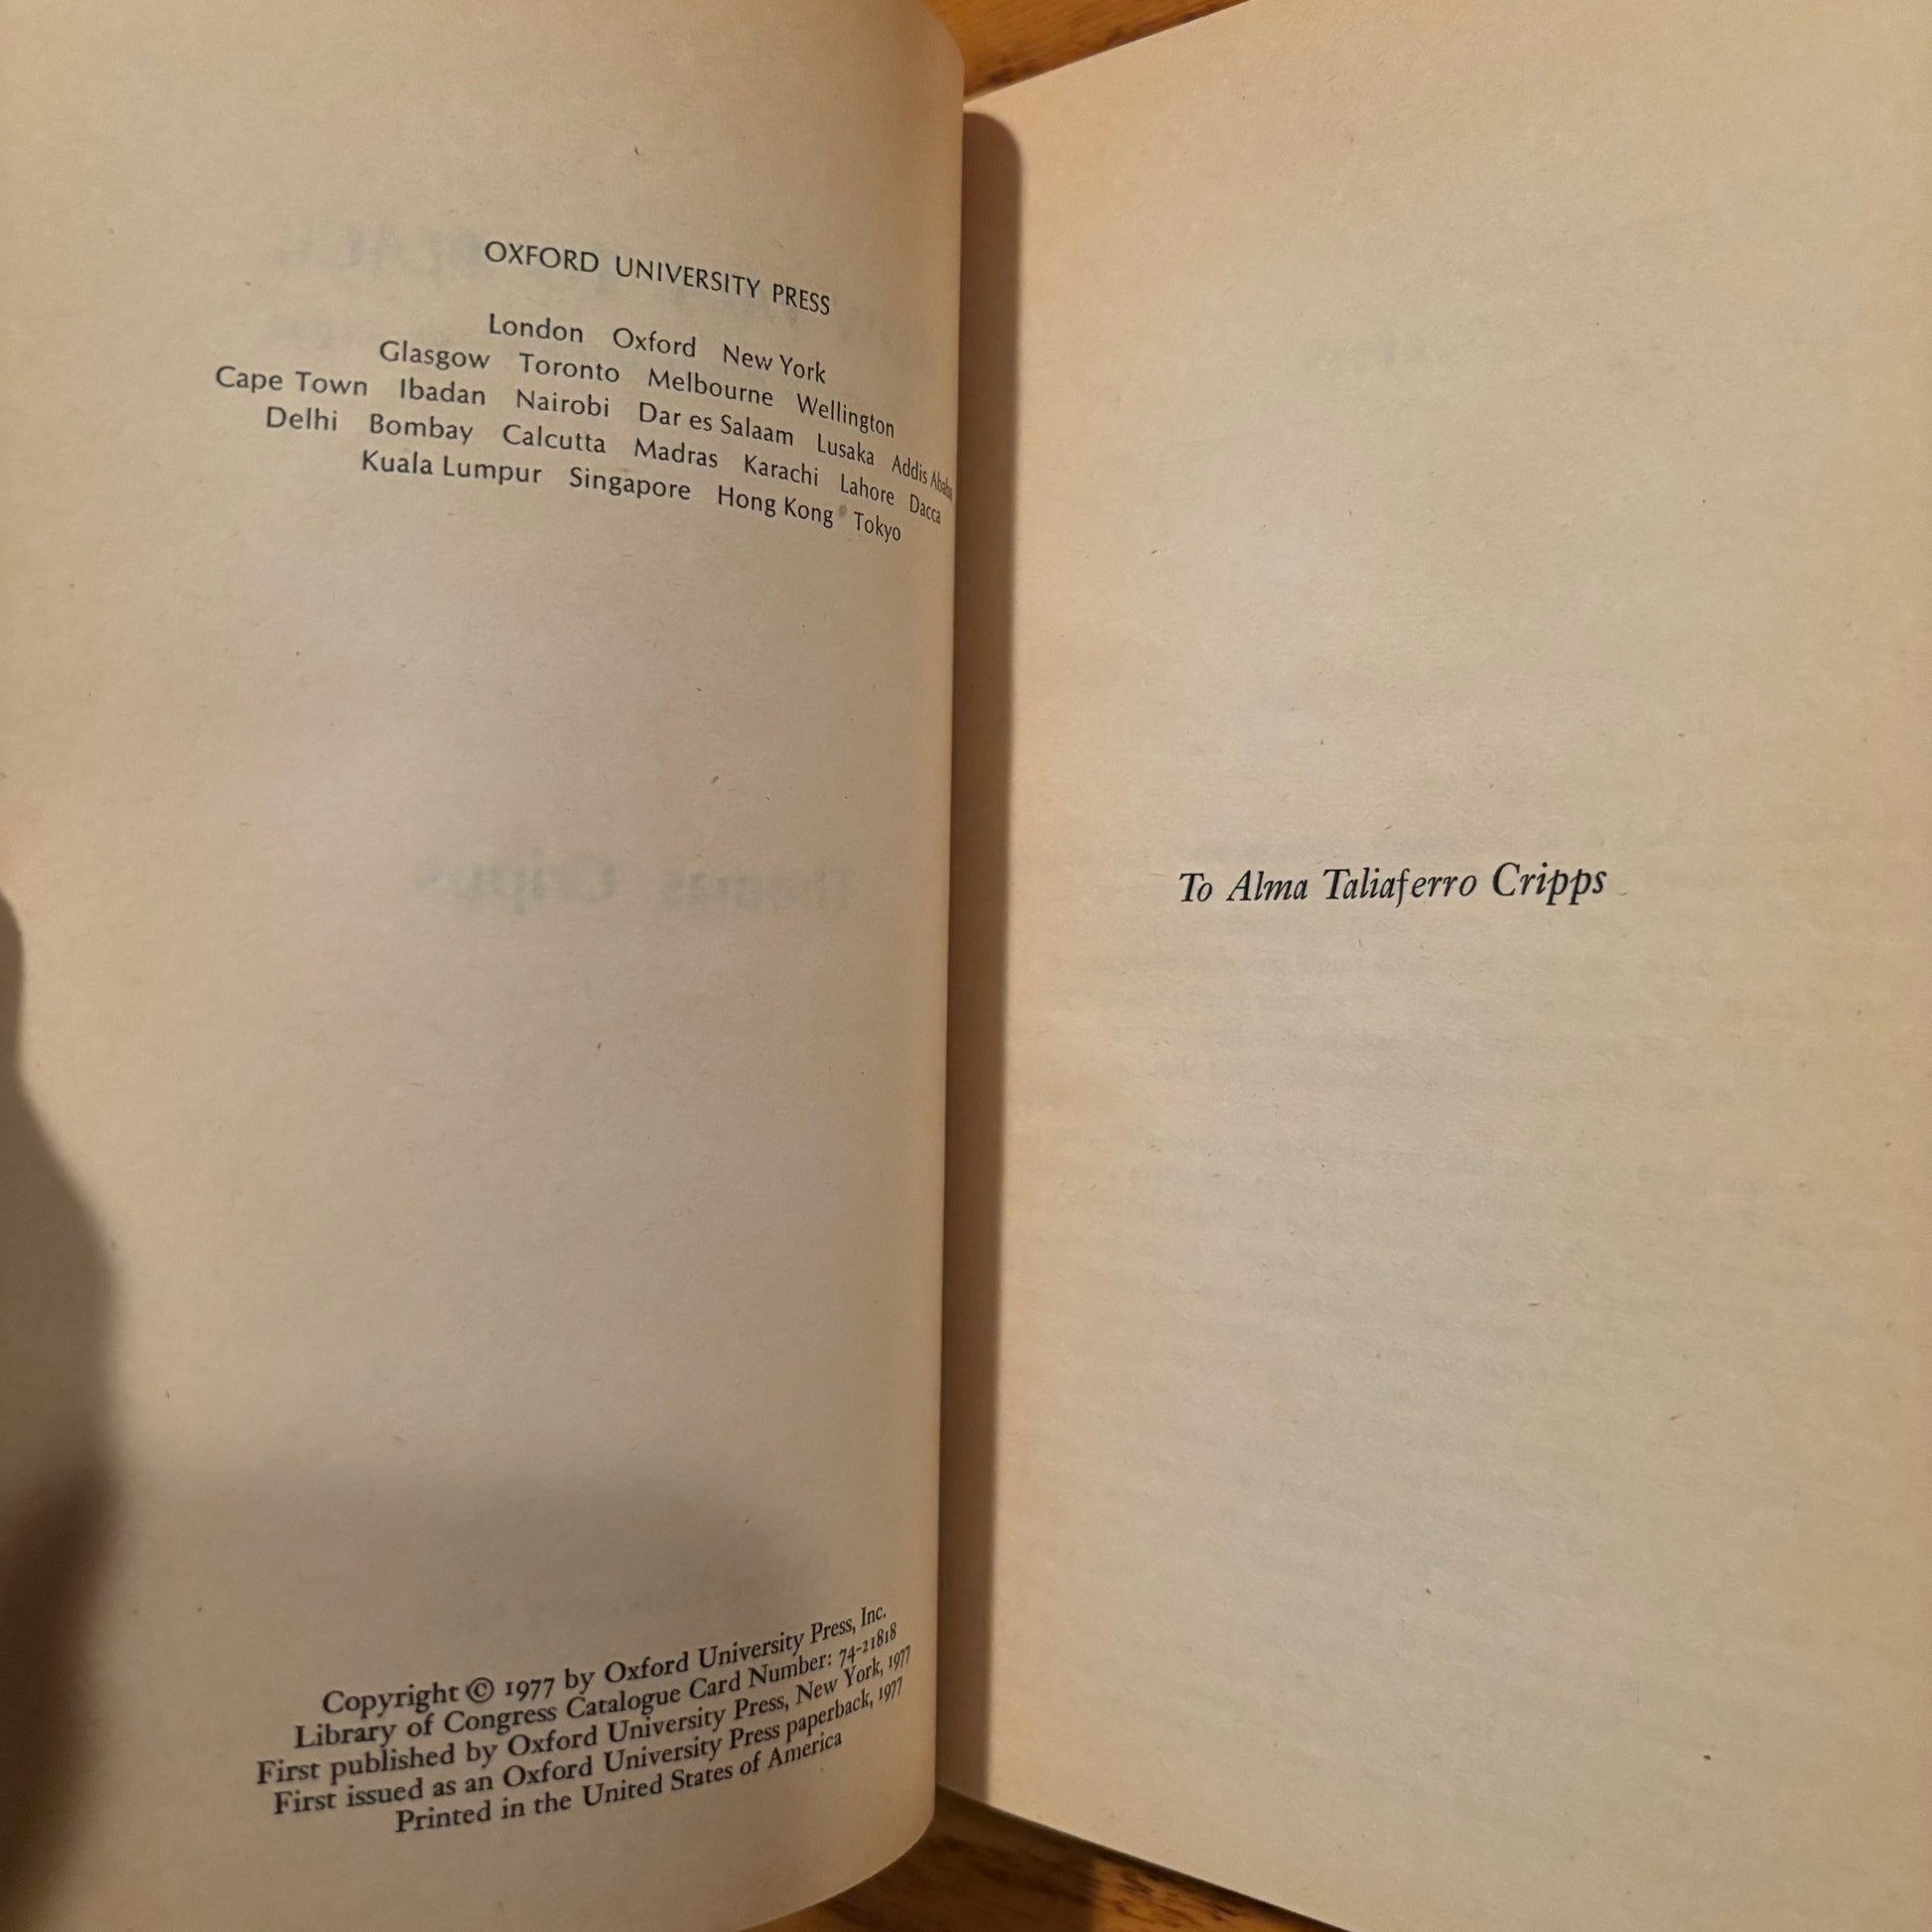 OXFORD UNIVERSITY PRESS
London Oxford New York
Glasgow Toronto Melbourne Wellington
Cape Town Ibadan Nairobi Dar es Salaam Lusaka Addis Ababa
Delhi Bombay Calcutta Madras Karachi Lahore Dacca
Kuala Lumpur Singapore Hong Kong Tokyo
Copyright © 1977 by Oxford University Press, Inc.
Library of Congress Catalogue Card Number: 74-21818
First published by Oxford University Press, New York, 1977
First issued as an Oxford University Press paperback, 1977
Printed in the United States of America
To Alma Taliaferro Cripps